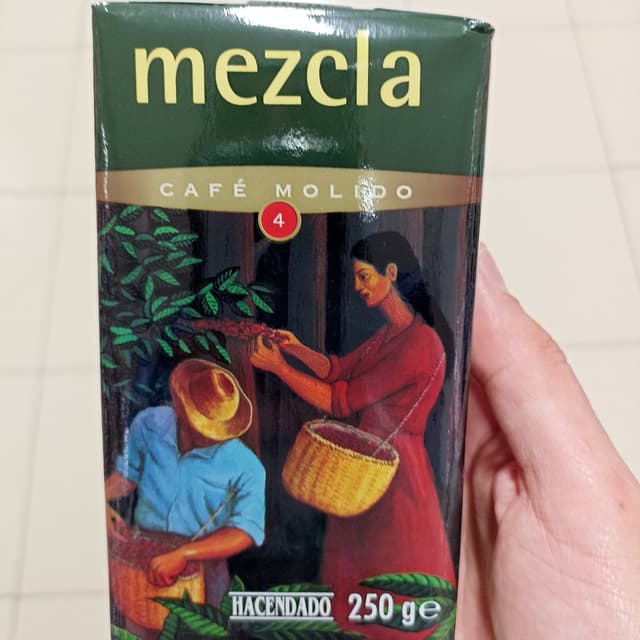 mezcla
CAFÉ MOLIDO
4
HACENDADO 250 g e